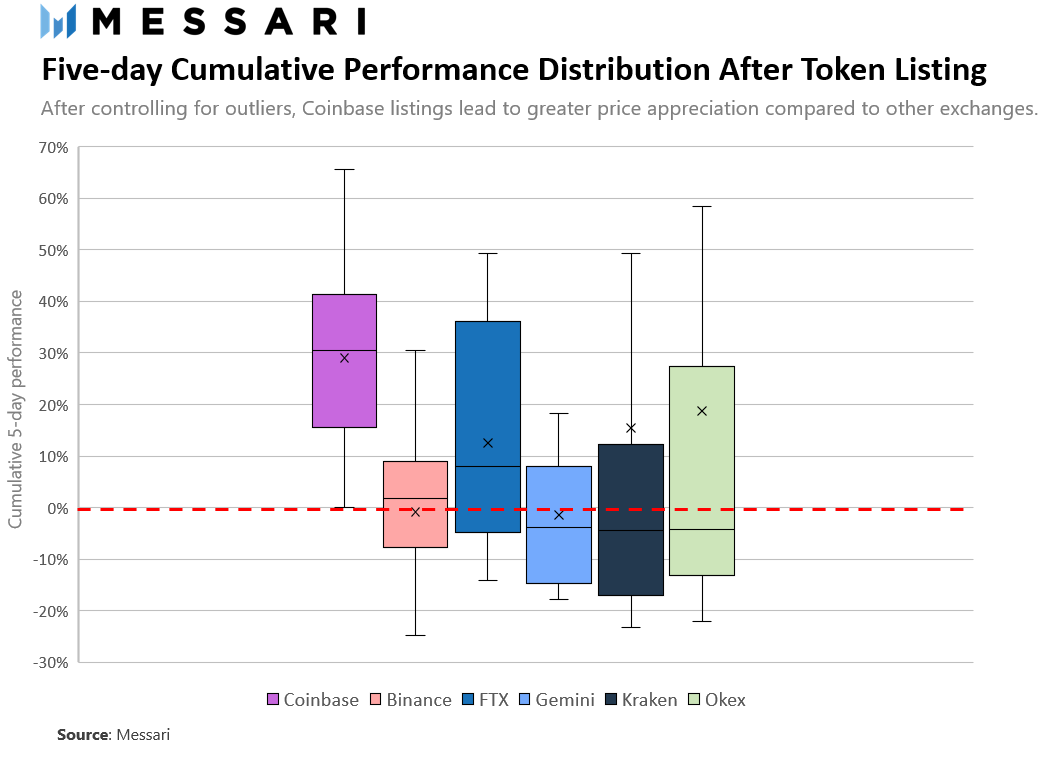 MESSARI
Five-day Cumulative Performance Distribution After Token Listing
After controlling for outliers, Coinbase listings lead to greater price appreciation compared to other exchanges.
Cumulative 5-day performance
70%
60%
50%
40%
30%
20%
10%
0%
-10%
-20%
-30%
Coinbase Binance FTX Gemini Kraken Okex
Source: Messari